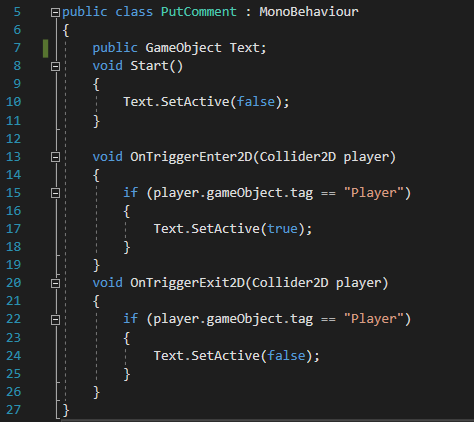 5 public class PutComment : MonoBehaviour
6 {
7 public GameObject Text;
8 void Start()
9 {
10 Text.SetActive(false);
11 }
12
13 void OnTriggerEnter2D(Collider2D player)
14 {
15 if (player.gameObject.tag == "Player")
16 {
17 Text.SetActive(true);
18 }
19 }
20 void OnTriggerExit2D(Collider2D player)
21 {
22 if (player.gameObject.tag == "Player")
23 {
24 Text.SetActive(false);
25 }
26 }
27 }